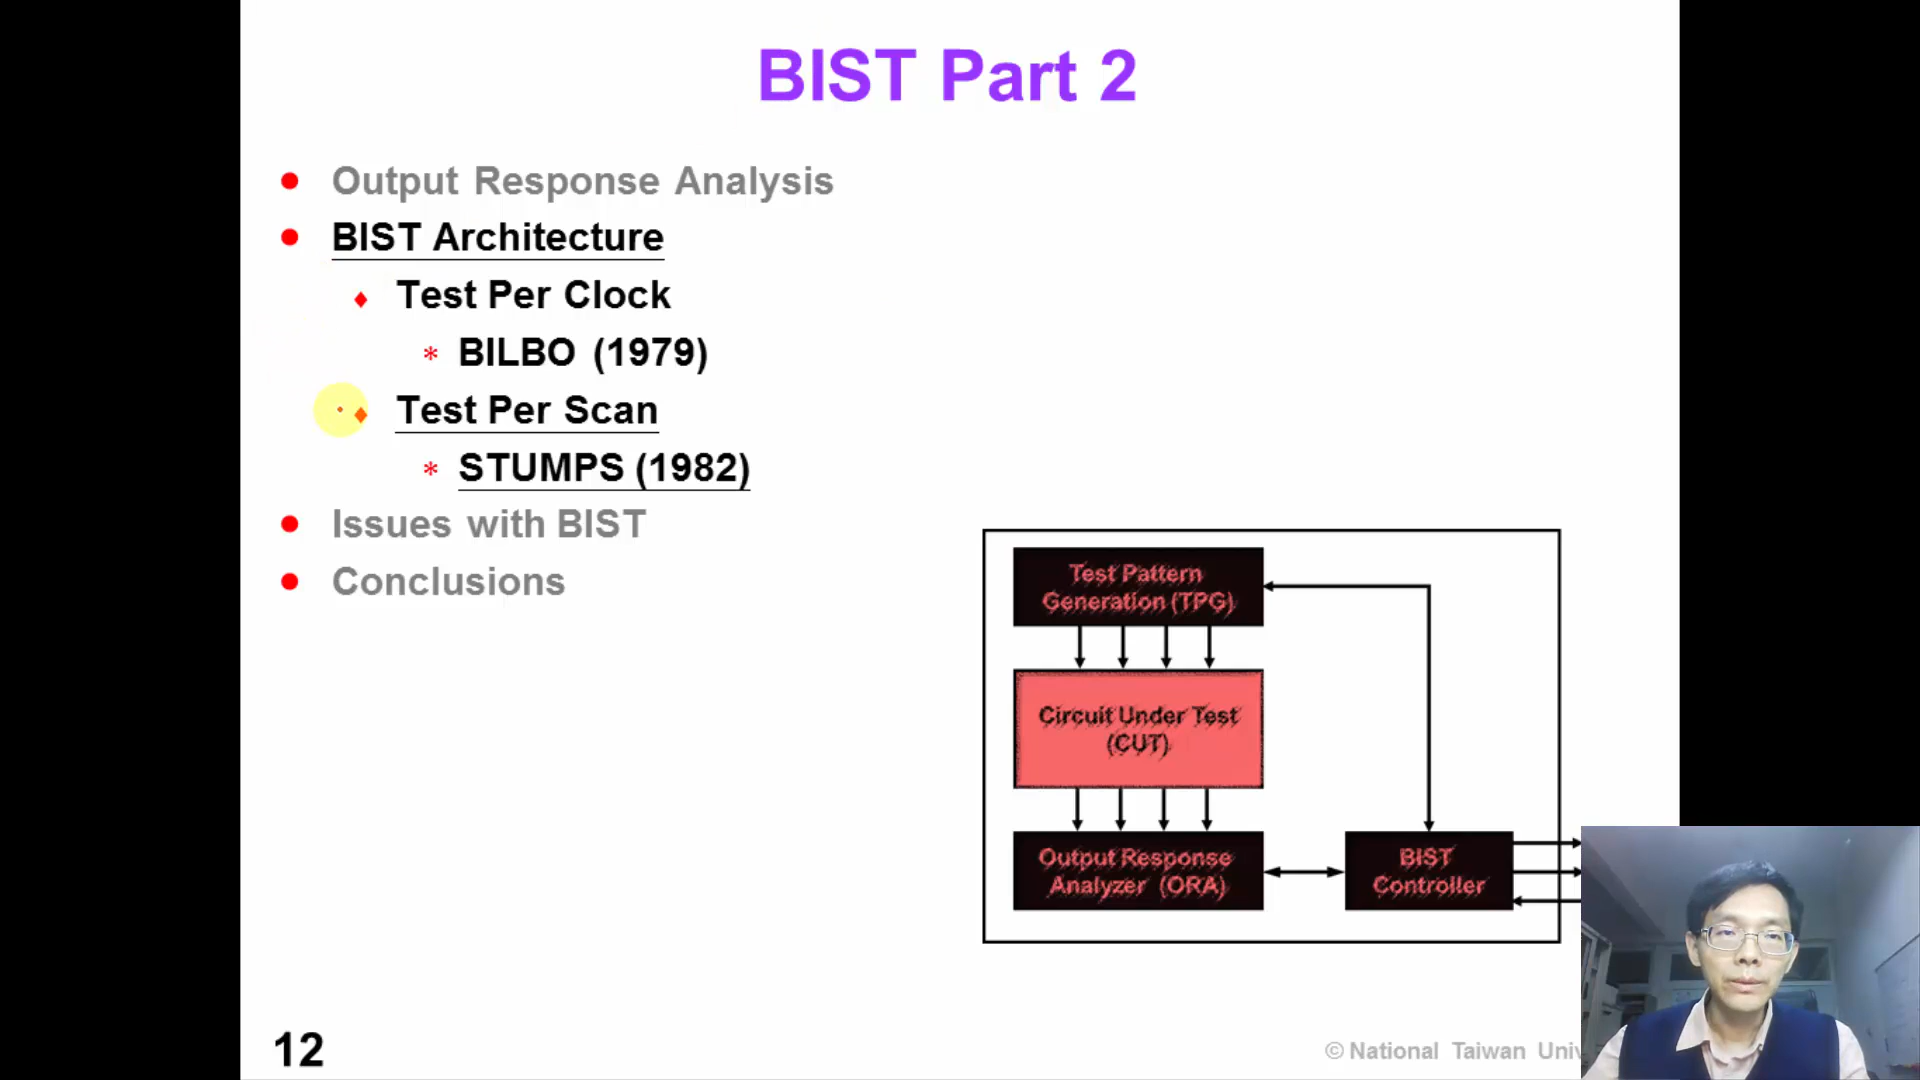 BIST Part 2
Output Response Analysis
BIST Architecture
Test Per Clock
* BILBO (1979)
Test Per Scan
* STUMPS (1982)
Issues with BIST
Conclusions
Test Pattern
Generation (TPG)
Circuit Under Test
(CUT)
Output Response
Analyzer (ORA)
BIST
Controller
12
© National Taiwan